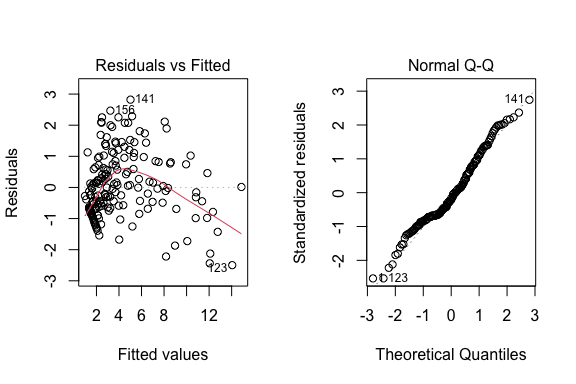 Residuals vs Fitted
Residuals
3
2
1
0
-1
-2
-3
141
156
123
2 4 6 8 12
Fitted values
Normal Q-Q
Standardized residuals
3
2
1
0
-1
-2
141
123
-3 -2 -1 0 1 2 3
Theoretical Quantiles